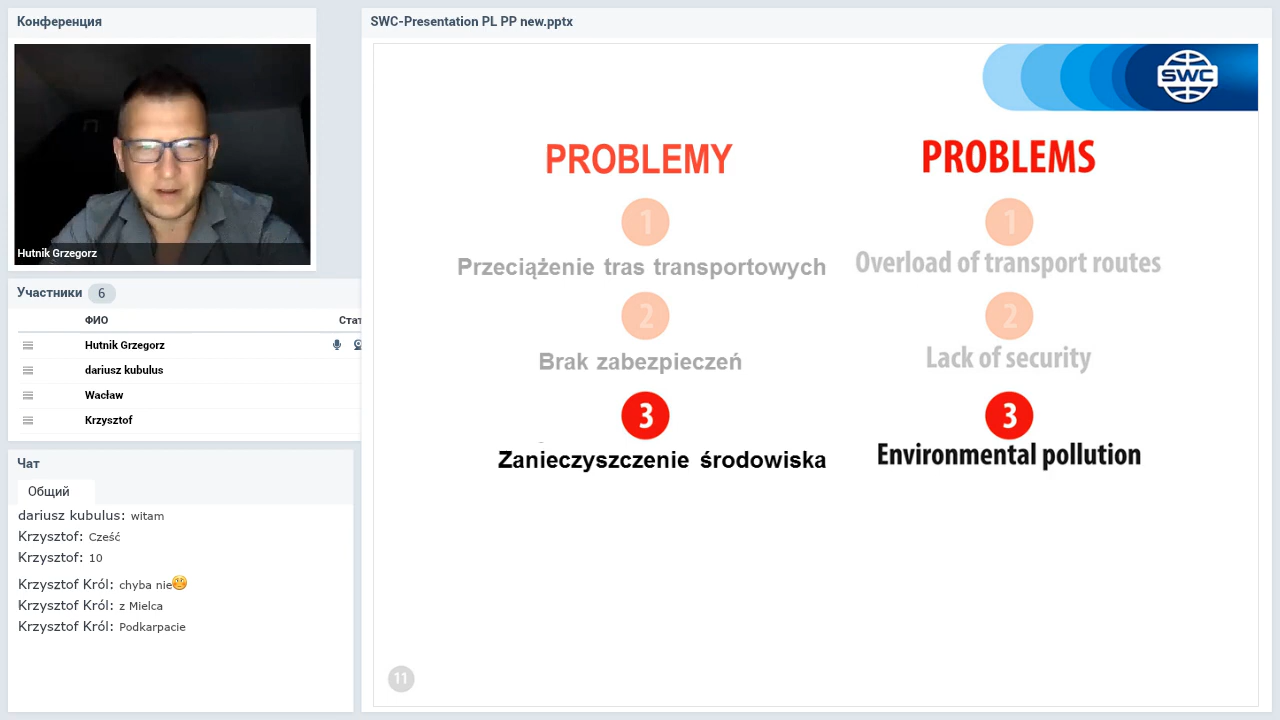 Конференция
Hutnik Grzegorz
Участники 6
ФИО Стат
Hutnik Grzegorz
dariusz kubulus
Wacław
Krzysztof
Чат
Общий
dariusz kubulus: witam
Krzysztof: Cześć
Krzysztof: 10
Krzysztof Król: chyba nie
Krzysztof Król: z Mielca
Krzysztof Król: Podkarpacie
SWC-Presentation PL PP new.pptx
SWC
PROBLEMY
1
Przeciążenie tras transportowych
2
Brak zabezpieczeń
3
Zanieczyszczenie środowiska
PROBLEMS
1
Overload of transport routes
2
Lack of security
3
Environmental pollution
11